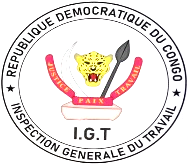 REPUBLIQUE DEMOCRATIQUE DU CONGO
JUSTICE PAIX TRAVAIL
I.G.T
INSPECTION GENERALE DU TRAVAIL